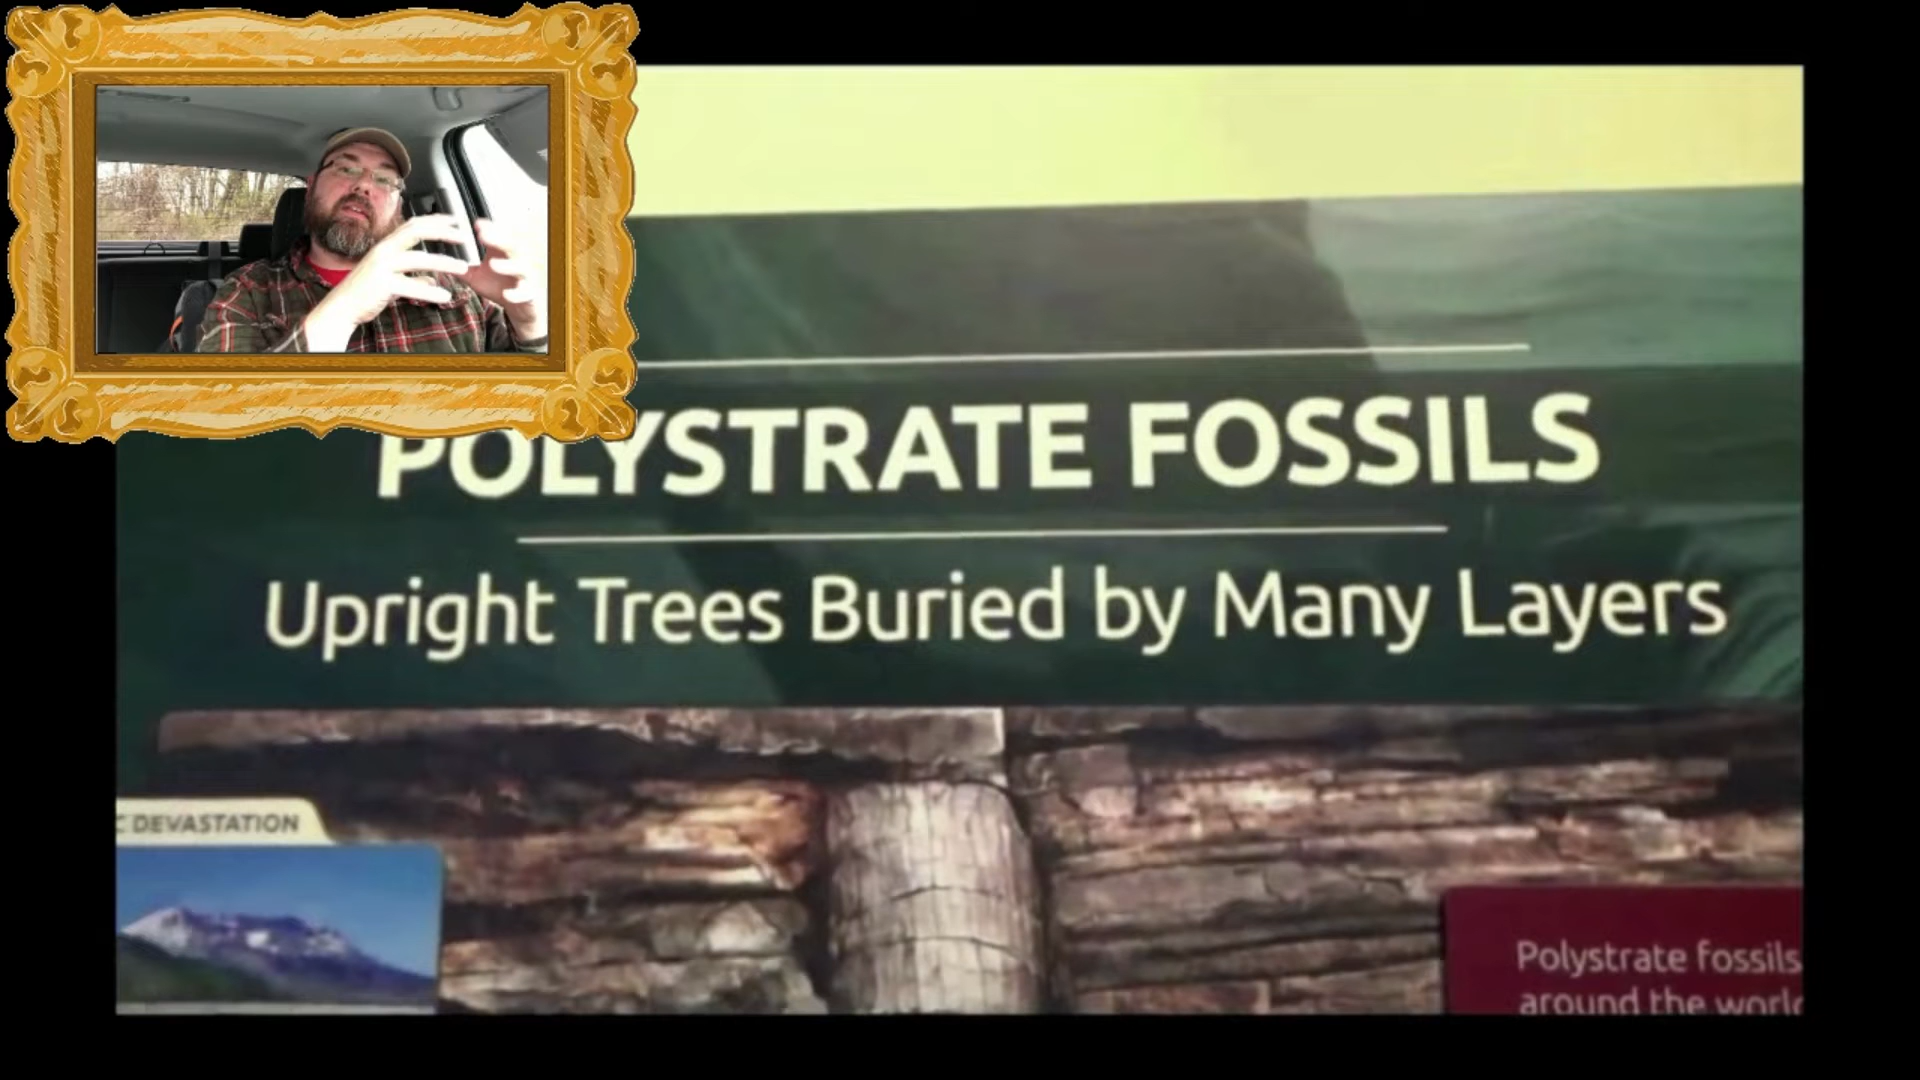 POLYSTRATE FOSSILS
Upright Trees Buried by Many Layers
DEVASTATION
Polystrate fossils
around the world